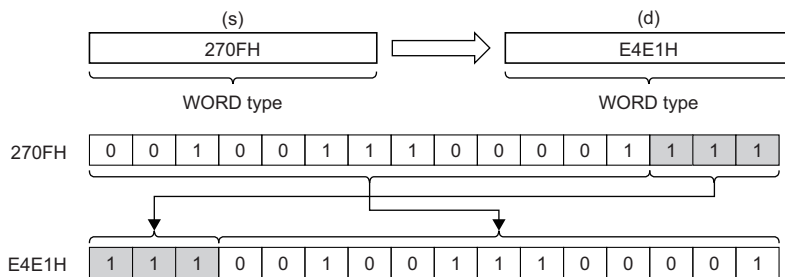 (s) (d)
270FH E4E1H
WORD type WORD type
270FH 0 0 1 0 0 1 1 1 0 0 0 0 1 1 1 1
E4E1H 1 1 1 0 0 1 0 0 1 1 1 0 0 0 0 1